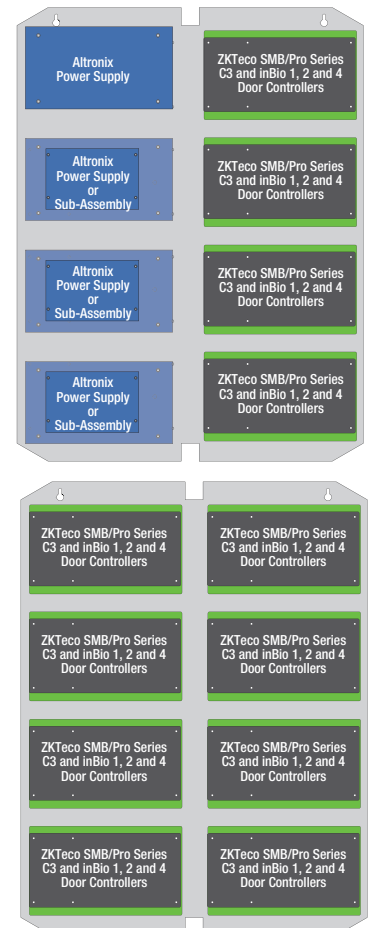 Altronix
Power Supply
ZKTeco SMB/Pro Series
C3 and inBio 1, 2 and 4
Door Controllers
Altronix
Power Supply
or
Sub-Assembly
ZKTeco SMB/Pro Series
C3 and inBio 1, 2 and 4
Door Controllers
Altronix
Power Supply
or
Sub-Assembly
ZKTeco SMB/Pro Series
C3 and inBio 1, 2 and 4
Door Controllers
Altronix
Power Supply
or
Sub-Assembly
ZKTeco SMB/Pro Series
C3 and inBio 1, 2 and 4
Door Controllers
ZKTeco SMB/Pro Series
C3 and inBio 1, 2 and 4
Door Controllers
ZKTeco SMB/Pro Series
C3 and inBio 1, 2 and 4
Door Controllers
ZKTeco SMB/Pro Series
C3 and inBio 1, 2 and 4
Door Controllers
ZKTeco SMB/Pro Series
C3 and inBio 1, 2 and 4
Door Controllers
ZKTeco SMB/Pro Series
C3 and inBio 1, 2 and 4
Door Controllers
ZKTeco SMB/Pro Series
C3 and inBio 1, 2 and 4
Door Controllers
ZKTeco SMB/Pro Series
C3 and inBio 1, 2 and 4
Door Controllers
ZKTeco SMB/Pro Series
C3 and inBio 1, 2 and 4
Door Controllers